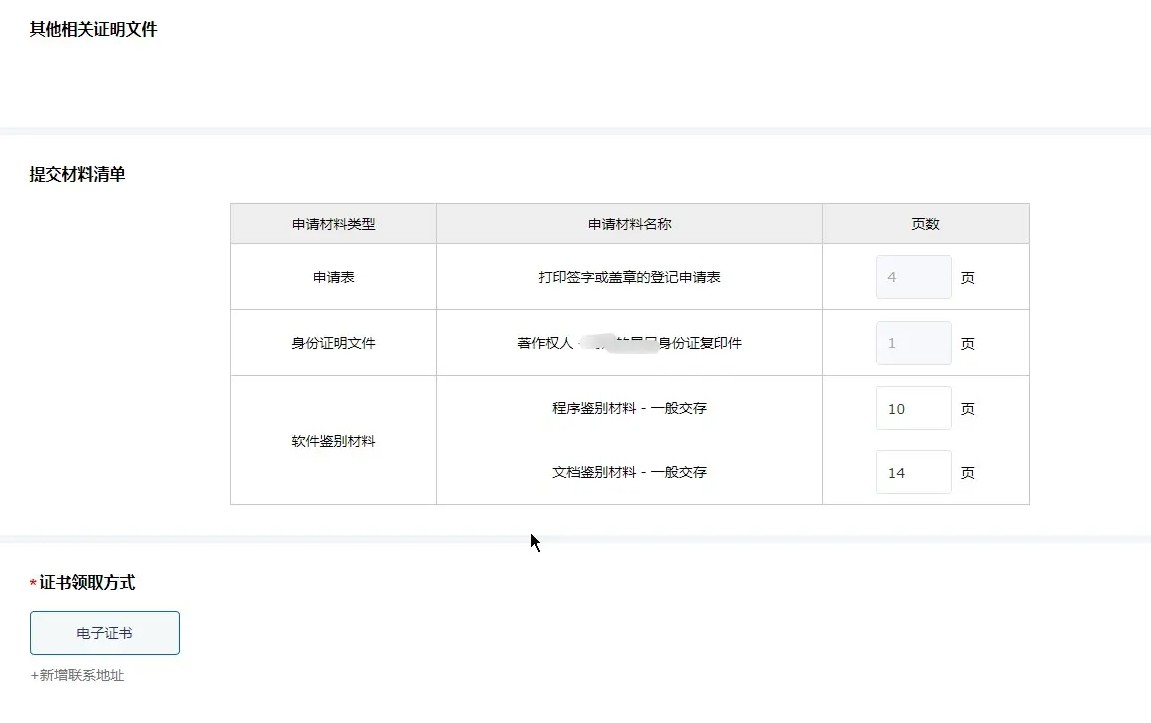 其他相关证明文件
提交材料清单
申请材料类型 申请材料名称 页数
申请表 打印签字或盖章的登记申请表 4 页
身份证明文件 著作权人 - 身份证复印件 1 页
软件鉴别材料
程序鉴别材料 - 一般交存 10 页
文档鉴别材料 - 一般交存 14 页
*证书领取方式
电子证书
+新增联系地址